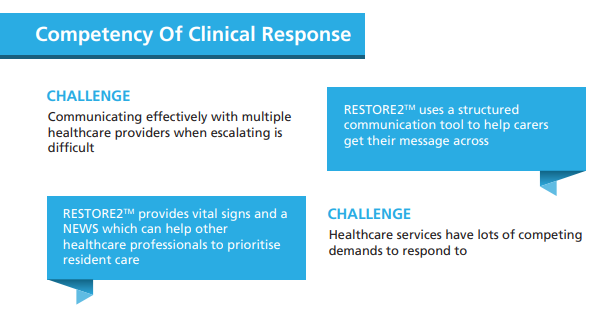 Competency Of Clinical Response
CHALLENGE
Communicating effectively with multiple
healthcare providers when escalating is
difficult
RESTORE2™ uses a structured
communication tool to help carers
get their message across
RESTORE2™ provides vital signs and a
NEWS which can help other
healthcare professionals to prioritise
resident care
CHALLENGE
Healthcare services have lots of competing
demands to respond to